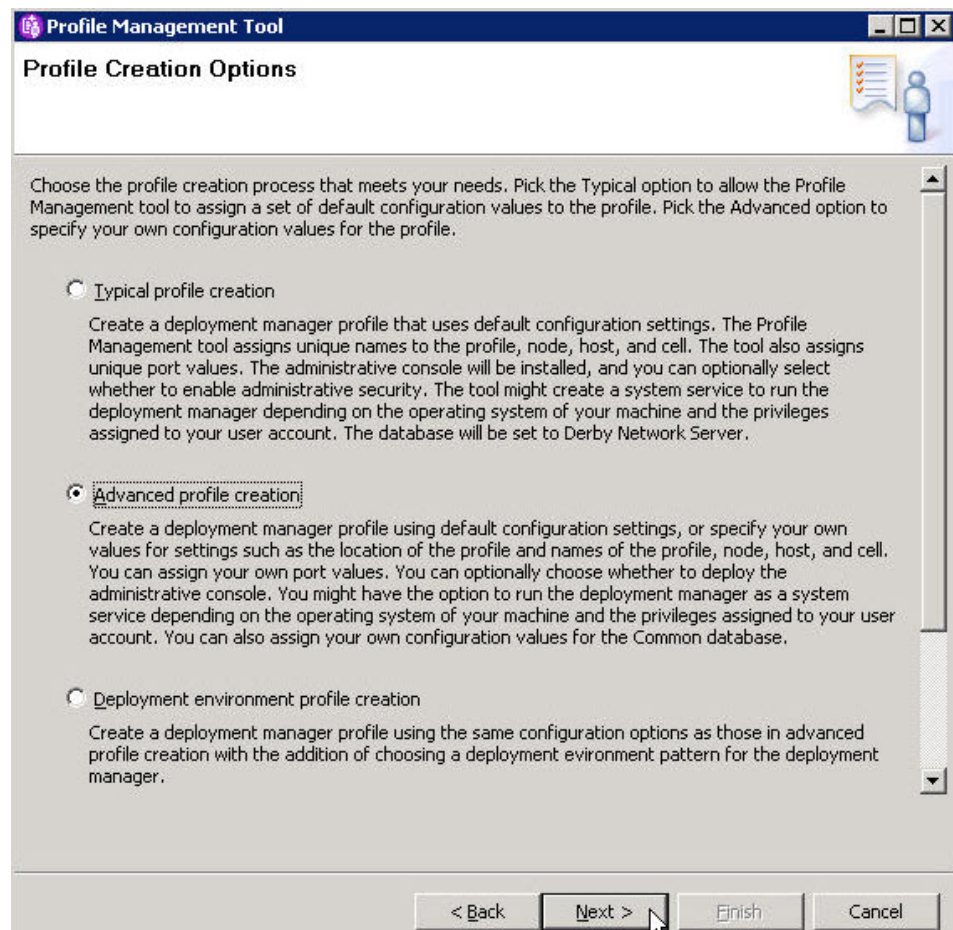 Profile Management Tool
Profile Creation Options
Choose the profile creation process that meets your needs. Pick the Typical option to allow the Profile
Management tool to assign a set of default configuration values to the profile. Pick the Advanced option to
specify your own configuration values for the profile.
Typical profile creation
Create a deployment manager profile that uses default configuration settings. The Profile
Management tool assigns unique names to the profile, node, host, and cell. The tool also assigns
unique port values. The administrative console will be installed, and you can optionally select
whether to enable administrative security. The tool might create a system service to run the
deployment manager depending on the operating system of your machine and the privileges
assigned to your user account. The database will be set to Derby Network Server.
Advanced profile creation
Create a deployment manager profile using default configuration settings, or specify your own
values for settings such as the location of the profile and names of the profile, node, host, and cell.
You can assign your own port values. You can optionally choose whether to deploy the
administrative console. You might have the option to run the deployment manager as a system
service depending on the operating system of your machine and the privileges assigned to your user
account. You can also assign your own configuration values for the Common database.
Deployment environment profile creation
Create a deployment manager profile using the same configuration options as those in advanced
profile creation with the addition of choosing a deployment evironment pattern for the deployment
manager.
< Back Next > Finish Cancel